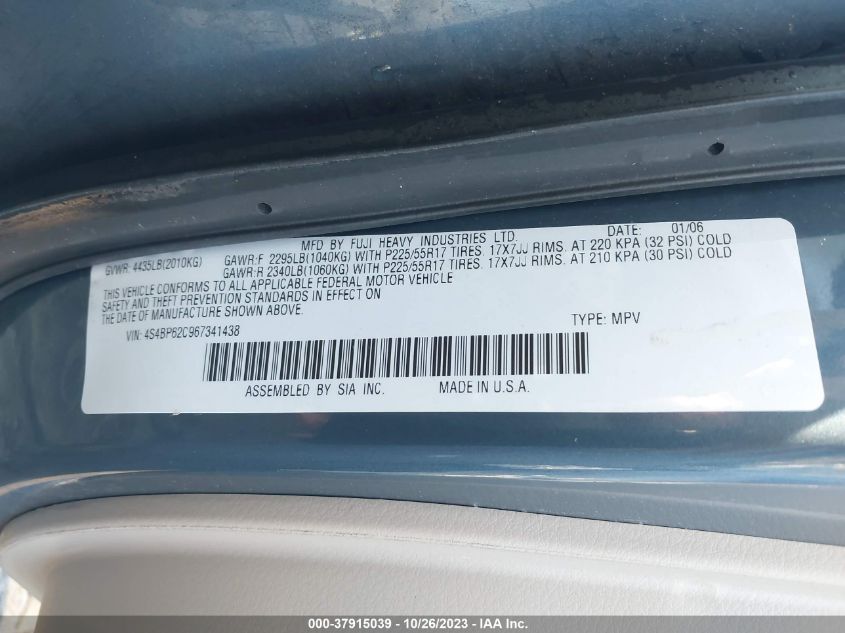 MFD BY FUJI HEAVY INDUSTRIES LTD. DATE: 01/06
GVWR: 4435LB(2010KG) GAWR:F 2295LB(1040KG) WITH P225/55R17 TIRES. 17X7JJ RIMS. AT 220 KPA (32 PSI) COLD
GAWR:R 2340LB(1060KG) WITH P225/55R17 TIRES. 17X7JJ RIMS. AT 210 KPA (30 PSI) COLD
THIS VEHICLE CONFORMS TO ALL APPLICABLE FEDERAL MOTOR VEHICLE
SAFETY AND THEFT PREVENTION STANDARDS IN EFFECT ON
THE DATE OF MANUFACTURE SHOWN ABOVE.
VIN: 4S4BP62C967341438 TYPE: MPV
ASSEMBLED BY SIA INC. MADE IN U.S.A.
000-37915039 - 10/26/2023 - IAA Inc.